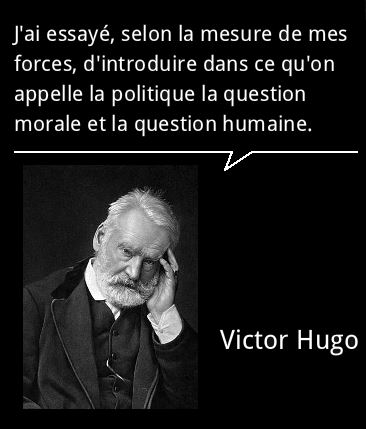 J'ai essayé, selon la mesure de mes
forces, d'introduire dans ce qu'on
appelle la politique la question
morale et la question humaine.
Victor Hugo